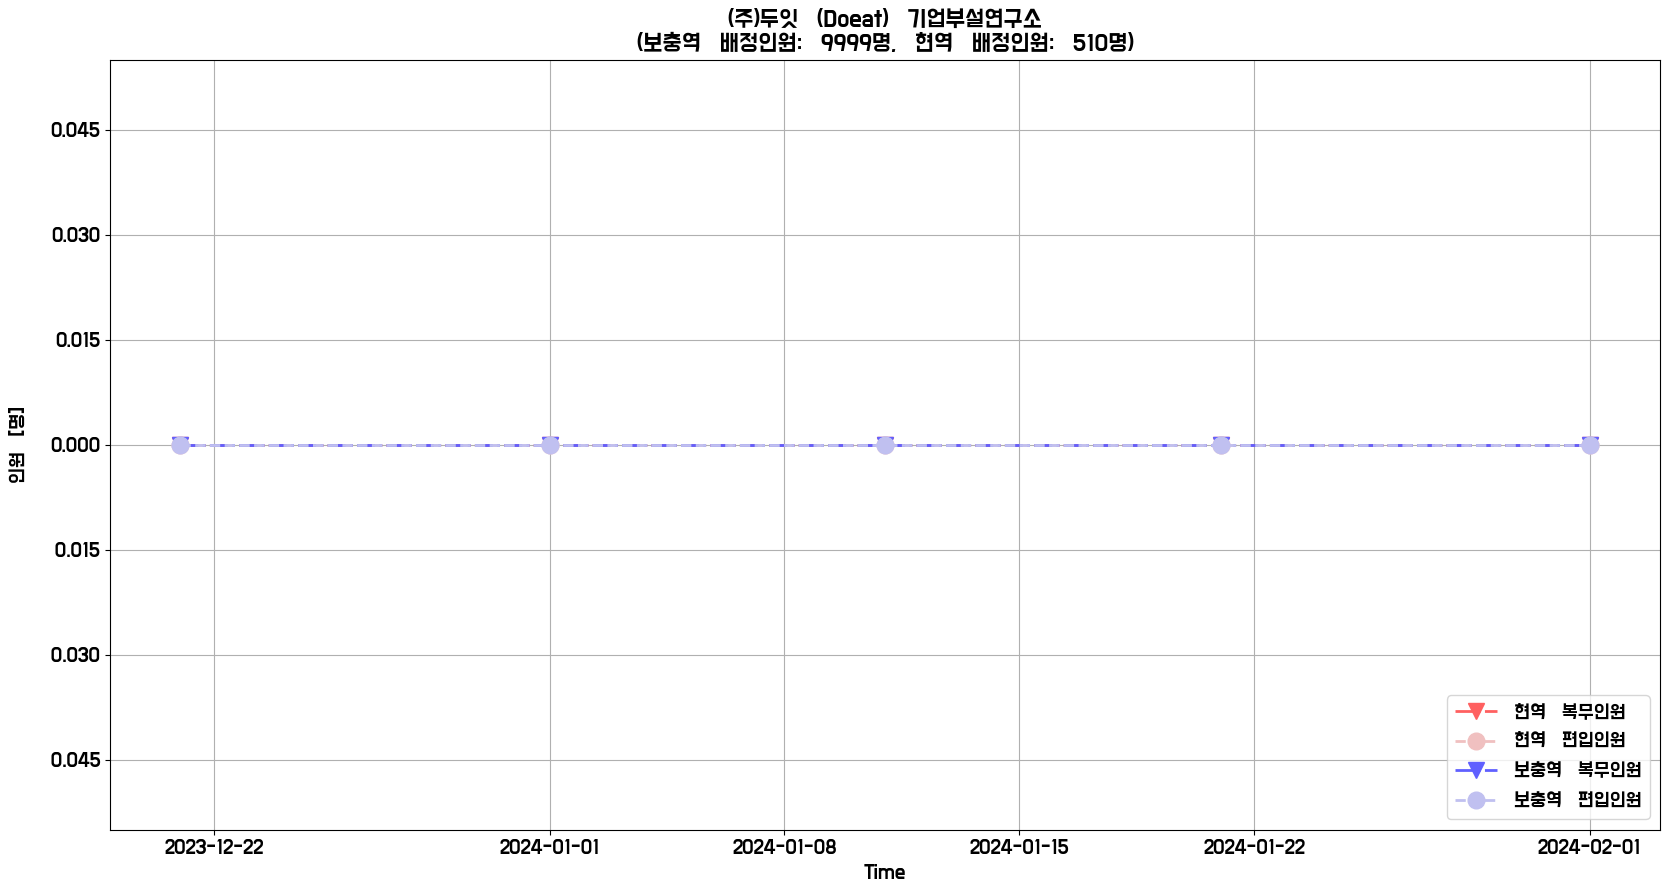 (주)두잇 (Doeat) 기업부설연구소
(보충역 배정인원: 9999명, 현역 배정인원: 510명)
0.045
0.030
0.015
0.000
0.015
0.030
0.045
인원 [명]
현역 복무인원
현역 편입인원
보충역 복무인원
보충역 편입인원
2023-12-22 2024-01-01 2024-01-08 2024-01-15 2024-01-22 2024-02-01
Time